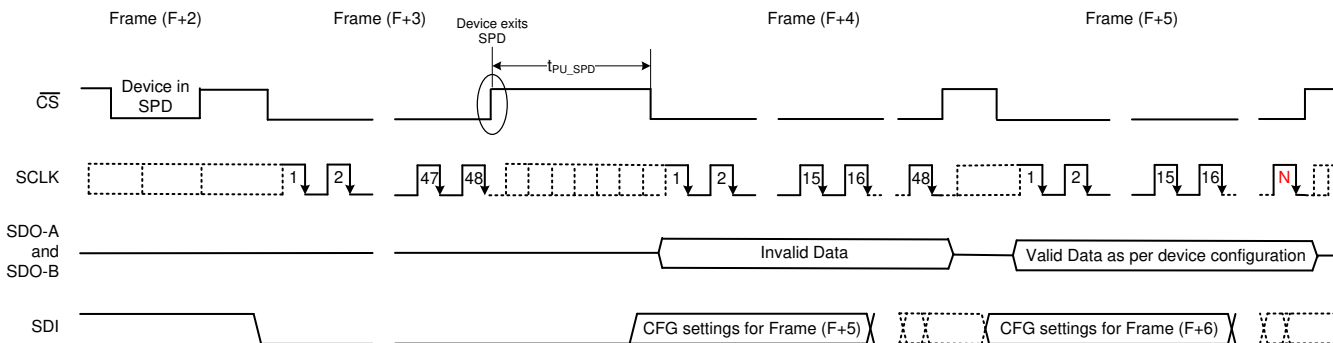 Frame (F+2)
Frame (F+3)
Device exits
SPD
Frame (F+4)
Frame (F+5)
tPU_SPD
CS
Device in
SPD
SCLK
1
2
47
48
1
2
15
16
48
1
2
15
16
N
SDO-A
and
SDO-B
Invalid Data
Valid Data as per device configuration
SDI
CFG settings for Frame (F+5)
CFG settings for Frame (F+6)